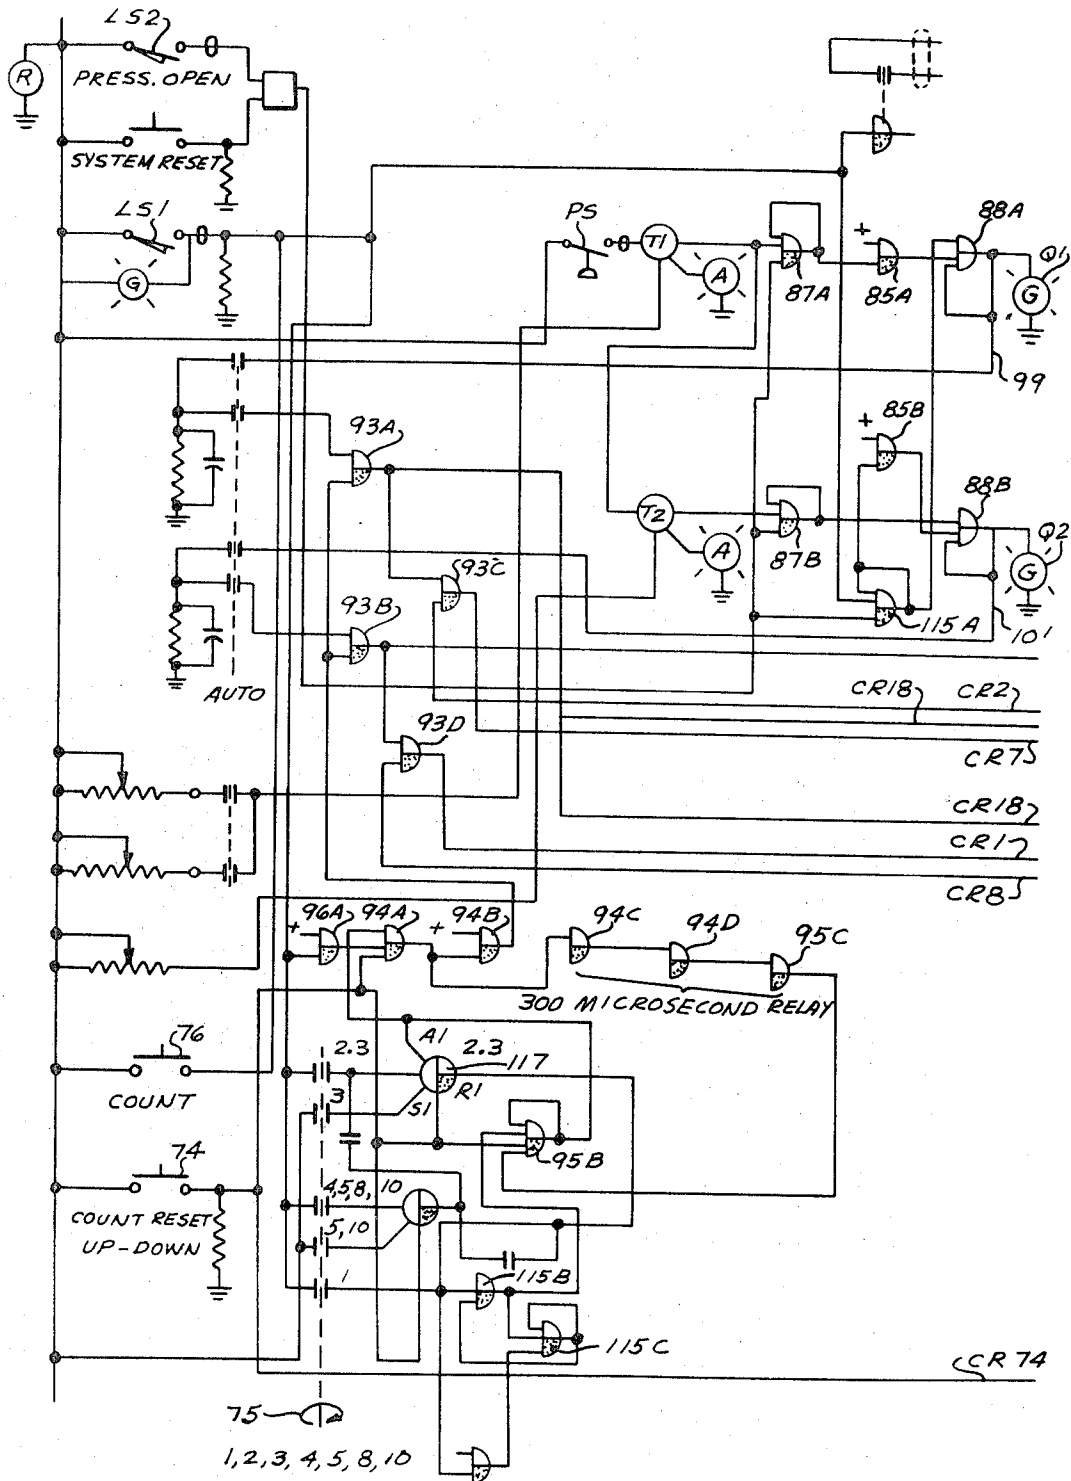 LS2
R
PRESS. OPEN
SYSTEM RESET
LS1
G
PS
T1
A
87A
+
85A
88A
Q1
G
99
93A
+
85B
88B
T2
A
87B
Q2
G
93C
93B
115A
101
AUTO
CR18
CR2
93D
CR7
CR18
CR1
CR8
+
96A
94A
+
94B
94C
94D
95C
300 MICROSECOND RELAY
76
A1
2.3
2.3
117
COUNT
3
S1
R1
74
95B
COUNT RESET
UP-DOWN
4,5,8,10
5,10
1
115B
115C
CR 74
75
1,2,3,4,5,8,10